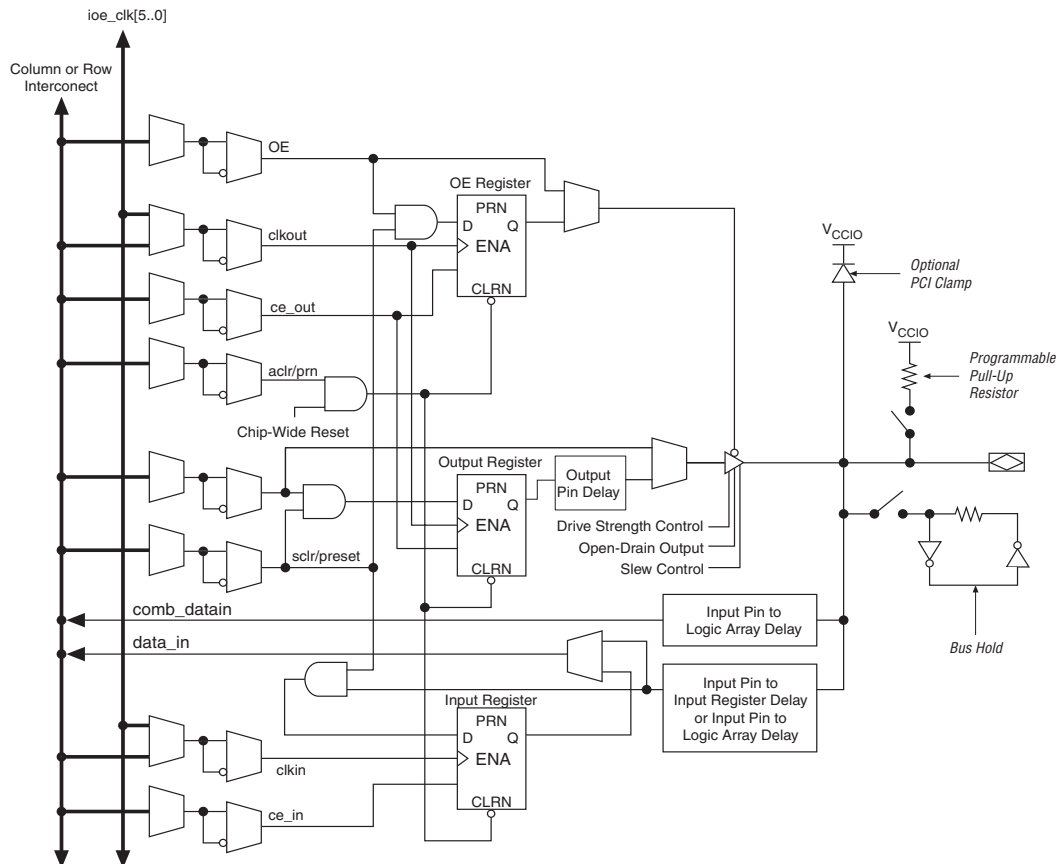 ioe_clk[5..0]
Column or Row
Interconect
OE
OE Register
PRN
D
Q
ENA
CLRN
clkout
ce_out
aclr/prn
Chip-Wide Reset
VCCIO
Optional
PCI Clamp
VCCIO
Programmable
Pull-Up
Resistor
Output Register
PRN
D
Q
ENA
CLRN
Output
Pin Delay
Drive Strength Control
Open-Drain Output
Slew Control
sclr/preset
comb_datain
data_in
Input Pin to
Logic Array Delay
Bus Hold
Input Pin to
Input Register Delay
or Input Pin to
Logic Array Delay
Input Register
PRN
D
Q
ENA
CLRN
clkin
ce_in